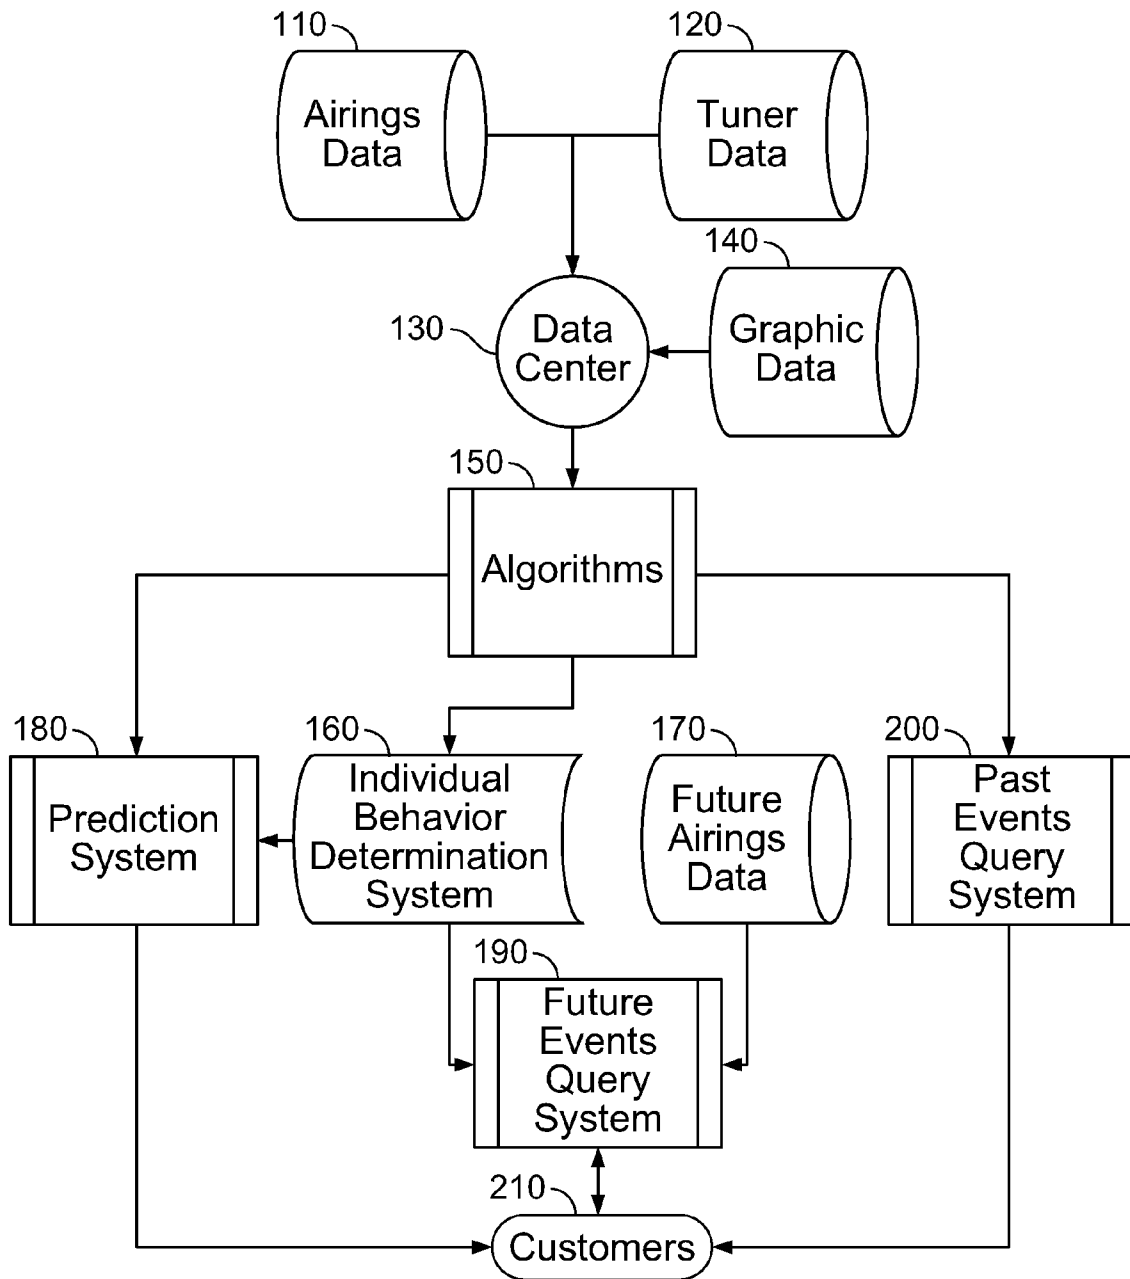 110
120
Airings
Data
Tuner
Data
140
130
Data
Center
Graphic
Data
150
Algorithms
180
160
170
200
Prediction
System
Individual
Behavior
Determination
System
Future
Airings
Data
Past
Events
Query
System
190
Future
Events
Query
System
210
Customers